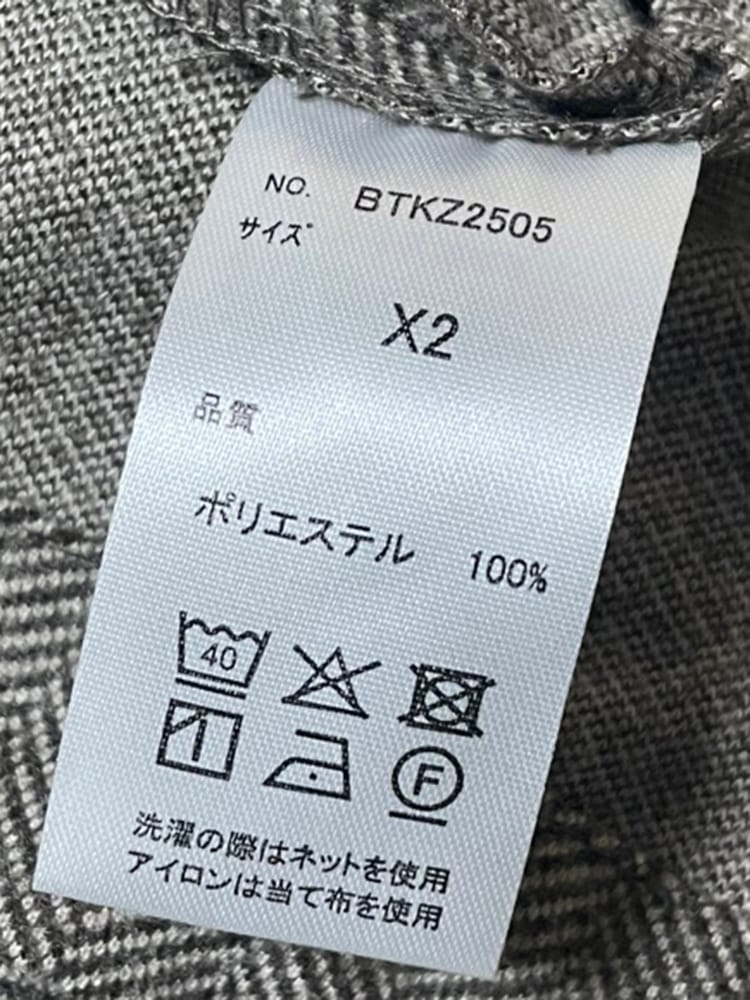 NO. BTKZ2505
サイズ
X2
品質
ポリエステル 100%
40
F
洗濯の際はネットを使用
アイロンは当て布を使用